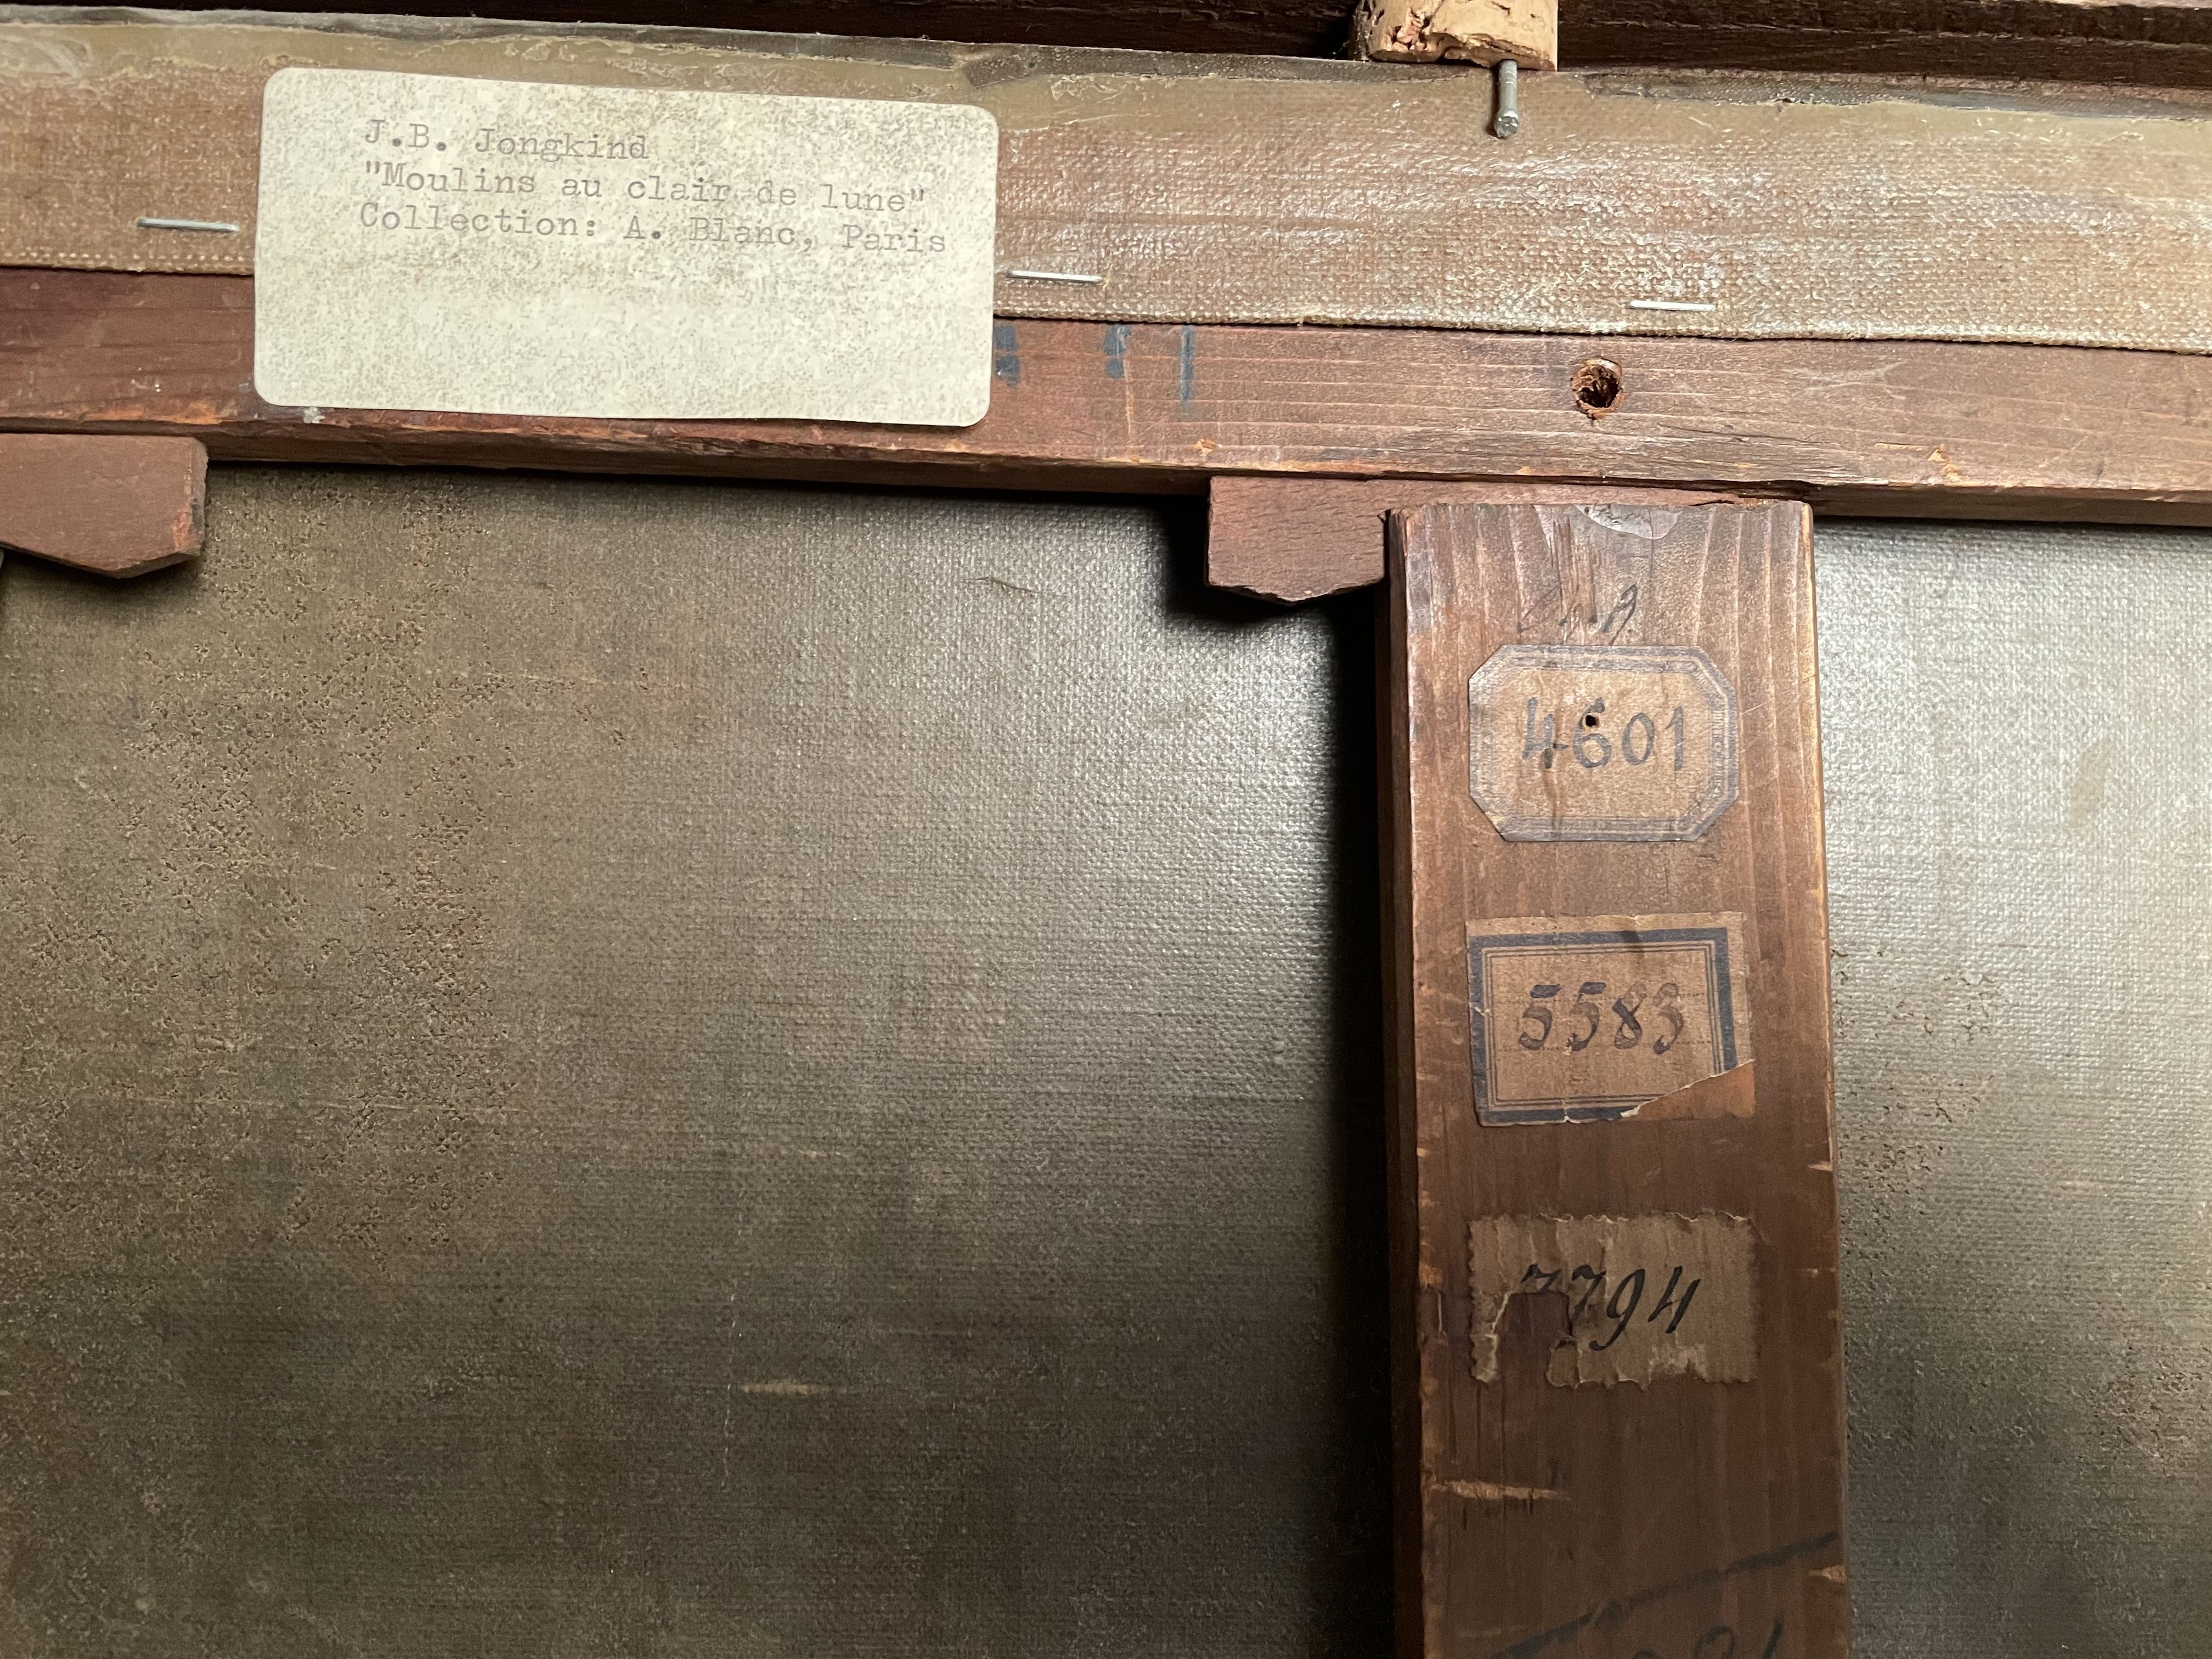 J.B. Jongkind
"Moulins au clair de lune"
Collection: A. Blanc, Paris
4601
5583
7794